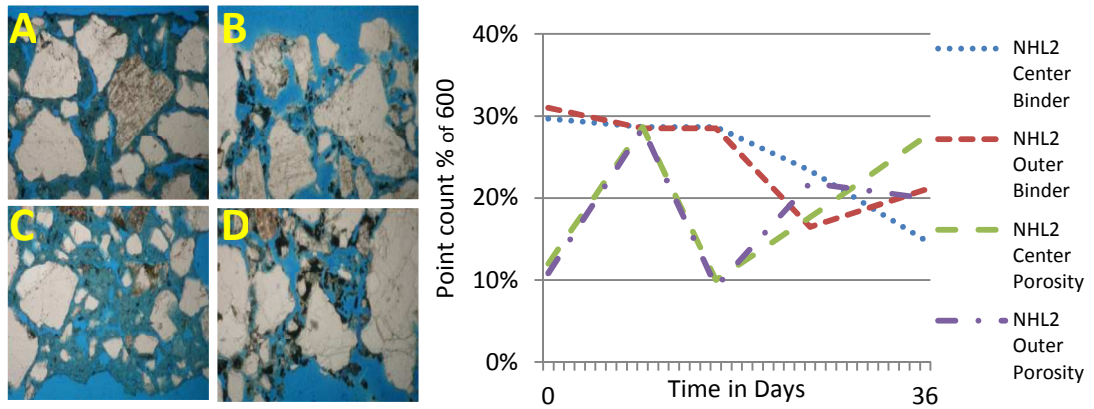 A
B
C
D
Point count % of 600
40%
30%
20%
10%
0%
0
Time in Days
36
NHL2
Center
Binder
NHL2
Outer
Binder
NHL2
Center
Porosity
NHL2
Outer
Porosity